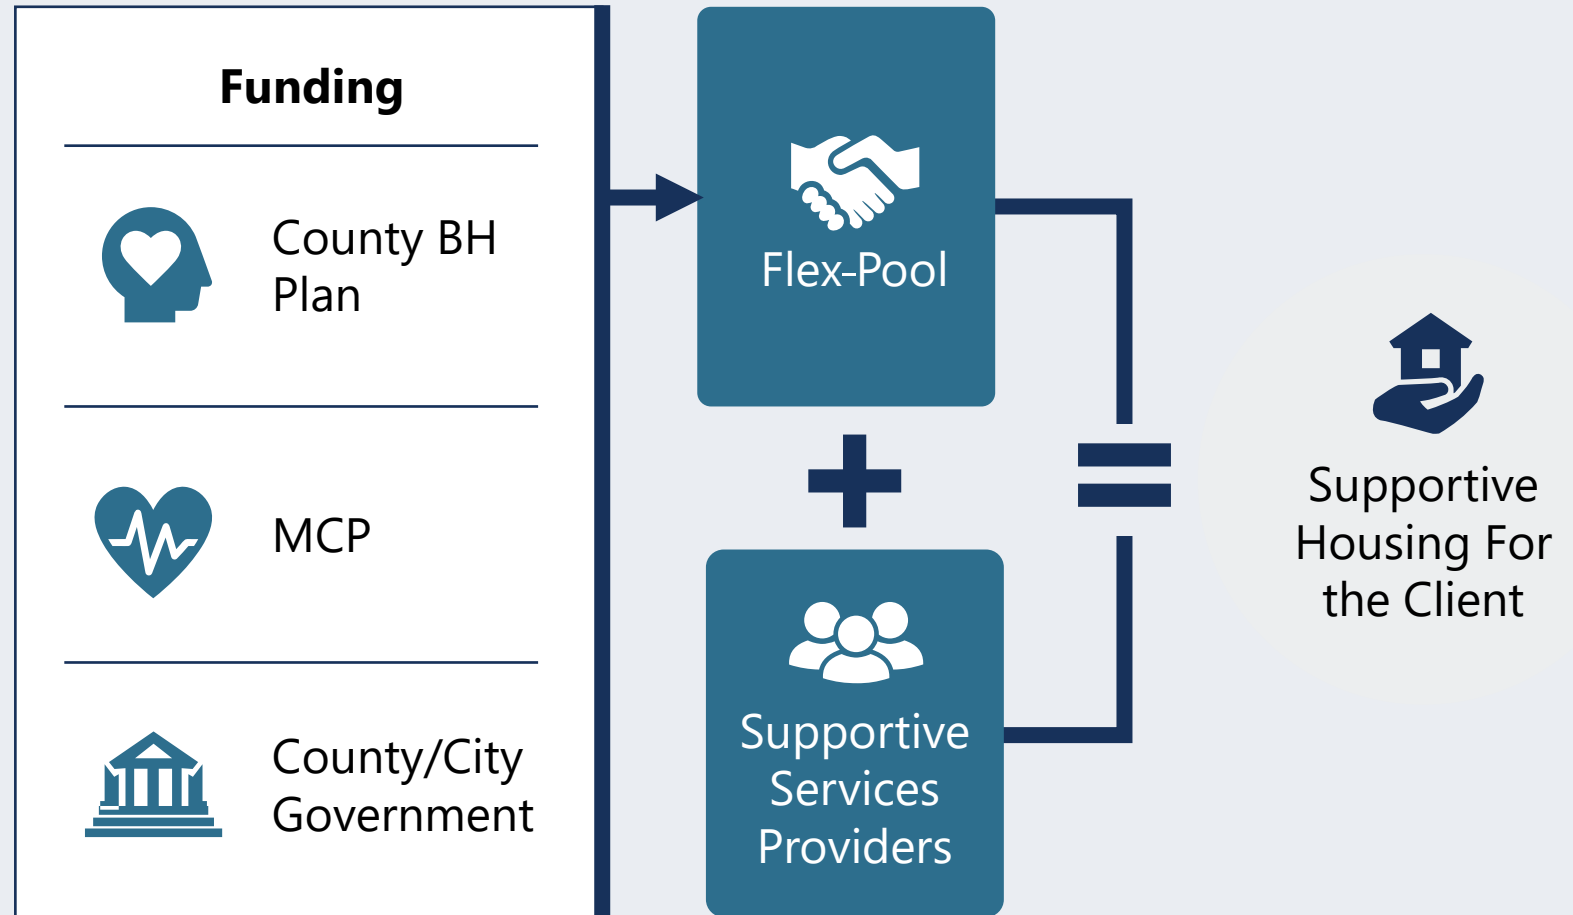 Funding
County BH
Plan
MCP
County/City
Government
Flex-Pool
Supportive
Services
Providers
Supportive
Housing For
the Client